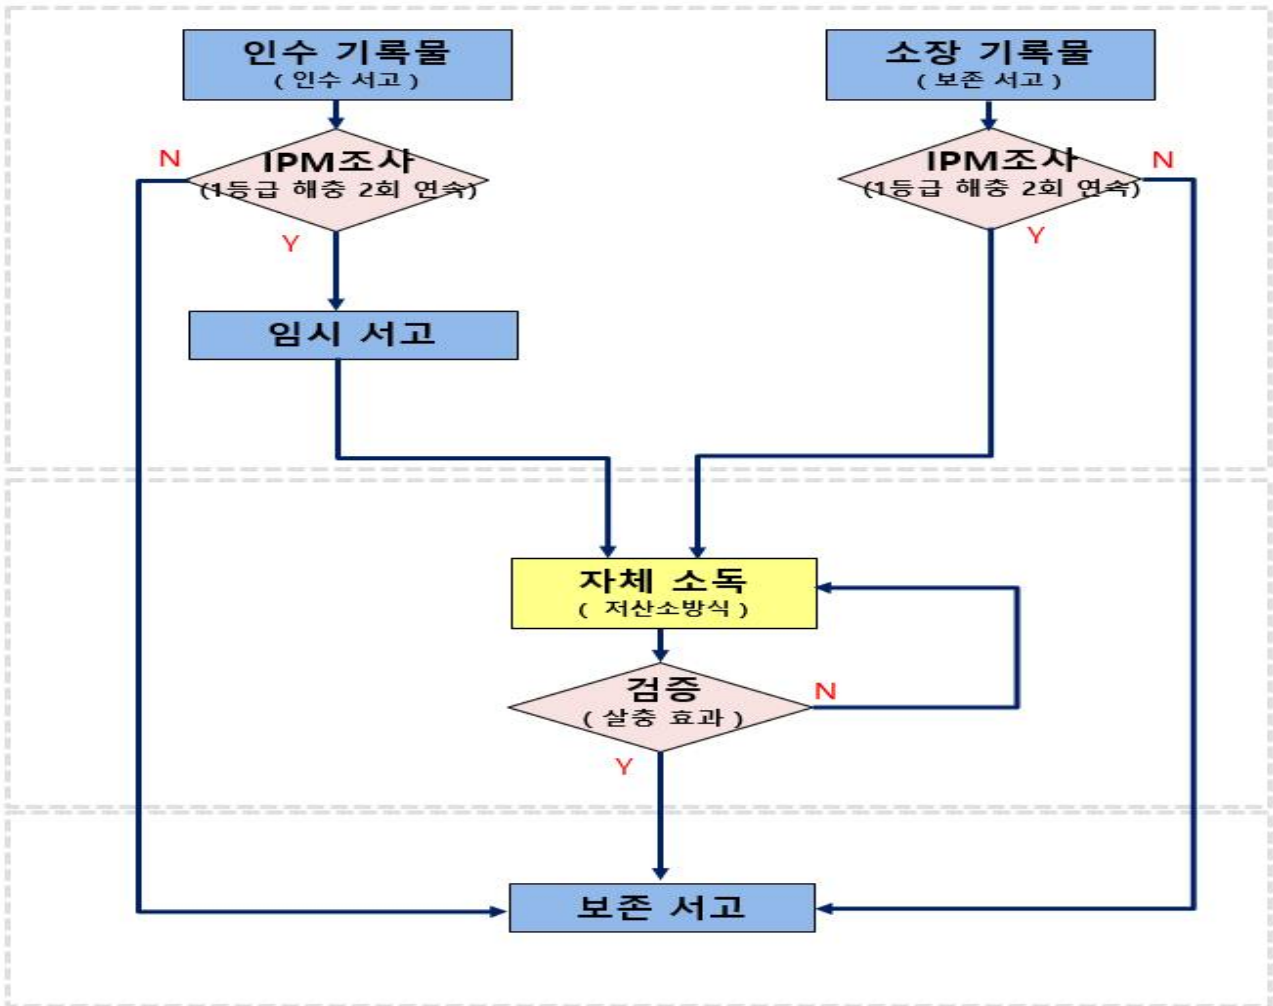 인수 기록물
( 인수 서고 )
소장 기록물
( 보존 서고 )
N
IPM조사
(1등급 해충 2회 연속)
Y
IPM조사
(1등급 해충 2회 연속)
N
Y
임시 서고
자체 소독
( 저산소방식 )
검증
( 살충 효과 )
N
Y
보존 서고